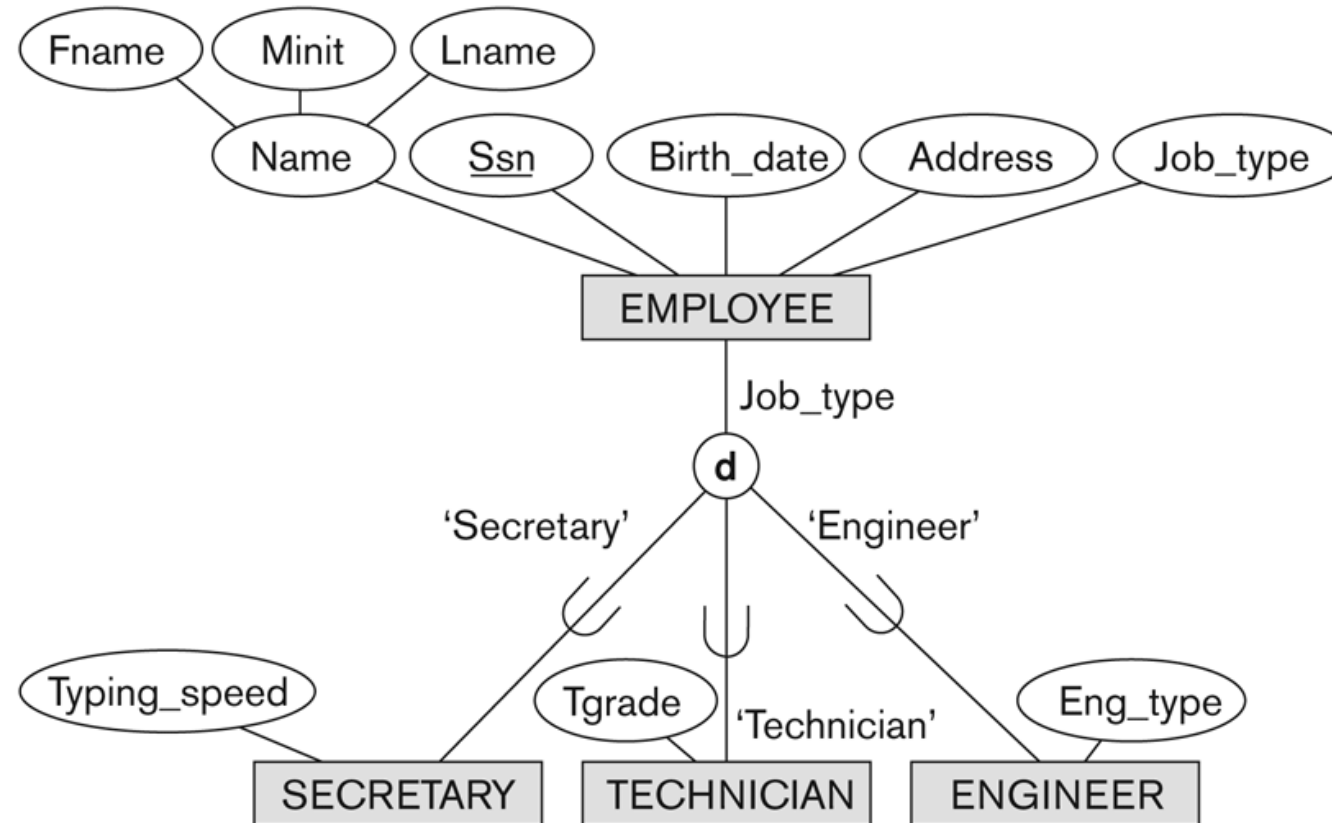 Fname Minit Lname
Name Ssn Birth_date Address Job_type
EMPLOYEE
Job_type
d
‘Secretary’ ‘Engineer’
Typing_speed Tgrade Eng_type
‘Technician’
SECRETARY TECHNICIAN ENGINEER